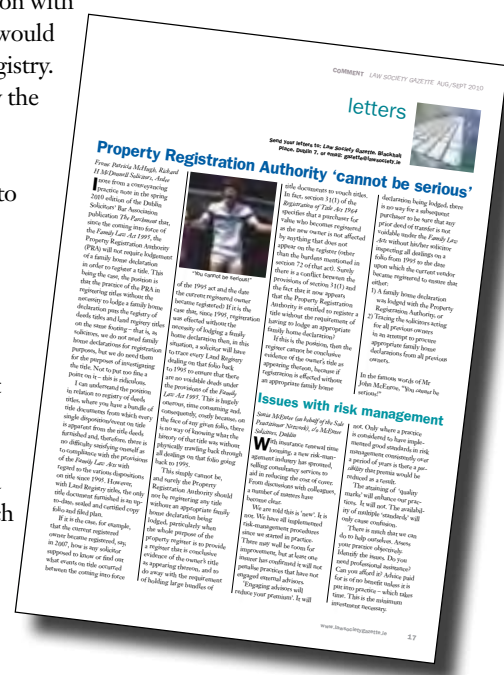 on with
would
gistry.
the
to
ch
COMMENT LAW SOCIETY GAZETTE AUG/SEPT 2010
letters
Send your letters to: Law Society Gazette, Blackhall
Place, Dublin 7, or email: gazette@lawsociety.ie
Property Registration Authority ‘cannot be serious’
From: Patricia McHugh, Richard
H McDonnell Solicitors, Ardee
I note from a conveyancing
practice note in the spring
2010 edition of the Dublin
Solicitors’ Bar Association
publication The Parchment that,
since the coming into force of
the Family Law Act 1995, the
Property Registration Authority
(PRA) will not require lodgement
of a family home declaration
in order to register a title. This
being the case, the position is
that the practice of the PRA in
registering titles without the
necessity to lodge a family home
declaration puts the registry of
deeds titles and land registry titles
on the same footing – that is, as
solicitors, we do not need family
home declarations for registration
purposes, but we do need them
for the purposes of investigating
the title. Not to put too fine a
point on it – this is ridiculous.
I can understand the position
in relation to registry of deeds
titles, where you have a bundle of
title documents from which every
single disposition/event on title
is apparent from the title deeds
furnished and, therefore, there is
no difficulty satisfying oneself as
to compliance with the provisions
of the Family Law Acts with
regard to the various dispositions
on title since 1995. However,
with Land Registry titles, the only
title document furnished is an up-
to-date, sealed and certified copy
folio and filed plan.
If it is the case, for example,
that the current registered
owner became registered, say,
in 2007, how is any solicitor
supposed to know or find out
what events on title occurred
between the coming into force
“You cannot be serious!”
of the 1995 act and the date
the current registered owner
became registered? If it is the
case that, since 1995, registration
was effected without the
necessity of lodging a family
home declaration then, in this
situation, a solicitor will have
to trace every Land Registry
dealing on that folio back
to 1995 to ensure that there
are no voidable deeds under
the provisions of the Family
Law Act 1995. This is hugely
onerous, time consuming and,
consequently, costly because, on
the face of any given folio, there
is no way of knowing what the
history of that title was without
physically trawling back through
all dealings on that folio going
back to 1995.
This simply cannot be,
and surely the Property
Registration Authority should
not be registering any title
without an appropriate family
home declaration being
lodged, particularly when
the whole purpose of the
property register is to provide
a register that is conclusive
evidence of the owner’s title
as appearing thereon, and to
do away with the requirement
of holding large bundles of
title documents to vouch titles.
In fact, section 31(1) of the
Registration of Title Act 1964
specifies that a purchaser for
value who becomes registered
as the new owner is not affected
by anything that does not
appear on the register (other
than the burdens mentioned in
section 72 of that act). Surely
there is a conflict between the
provisions of section 31(1) and
the fact that it now appears
that the Property Registration
Authority is entitled to register a
title without the requirement of
having to lodge an appropriate
family home declaration?
If this is the position, then the
register cannot be conclusive
evidence of the owner’s title as
appearing thereon, because if
registration is effected without
an appropriate family home
declaration being lodged, there
is no way for a subsequent
purchaser to be sure that any
prior deed of transfer is not
voidable under the Family Law
Acts without his/her solicitor
inspecting all dealings on a
folio from 1995 to the date
upon which the current vendor
became registered to ensure that
either:
1) A family home declaration
was lodged with the Property
Registration Authority, or
2) Tracing the solicitors acting
for all previous owners
in an attempt to procure
appropriate family home
declarations from all previous
owners.
In the famous words of Mr
John McEnroe, “You cannot be
serious!”
Issues with risk management
Solicitors, Dublin
With insurance renewal time
looming, a new risk-man-
agement industry has sprouted,
selling consultancy services to
aid in reducing the cost of cover.
From discussions with colleagues,
a number of matters have
become clear.
We are told this is ‘new’. It is
not. We have all implemented
risk-management procedures
since we started in practice.
There may well be room for
improvement, but at least one
insurer has confirmed it will not
penalise practices that have not
engaged external advisors.
‘Engaging advisors will
reduce your premium’. It will
not. Only where a practice
is considered to have imple-
mented good standards in risk
management consistently over
a period of years is there a pos-
sibility that premia would be
reduced as a result.
The attaining of ‘quality
marks’ will enhance our prac-
tices. It will not. The availabil-
ity of multiple ‘standards’ will
only cause confusion.
There is much that we can
do to help ourselves. Assess
your practice objectively.
Identify the issues. Do you
need professional assistance?
Can you afford it? Advice paid
for is of no benefit unless it is
put into practice – which takes
time. This is the minimum
investment necessary.
www.lawsocietygazette.ie
17